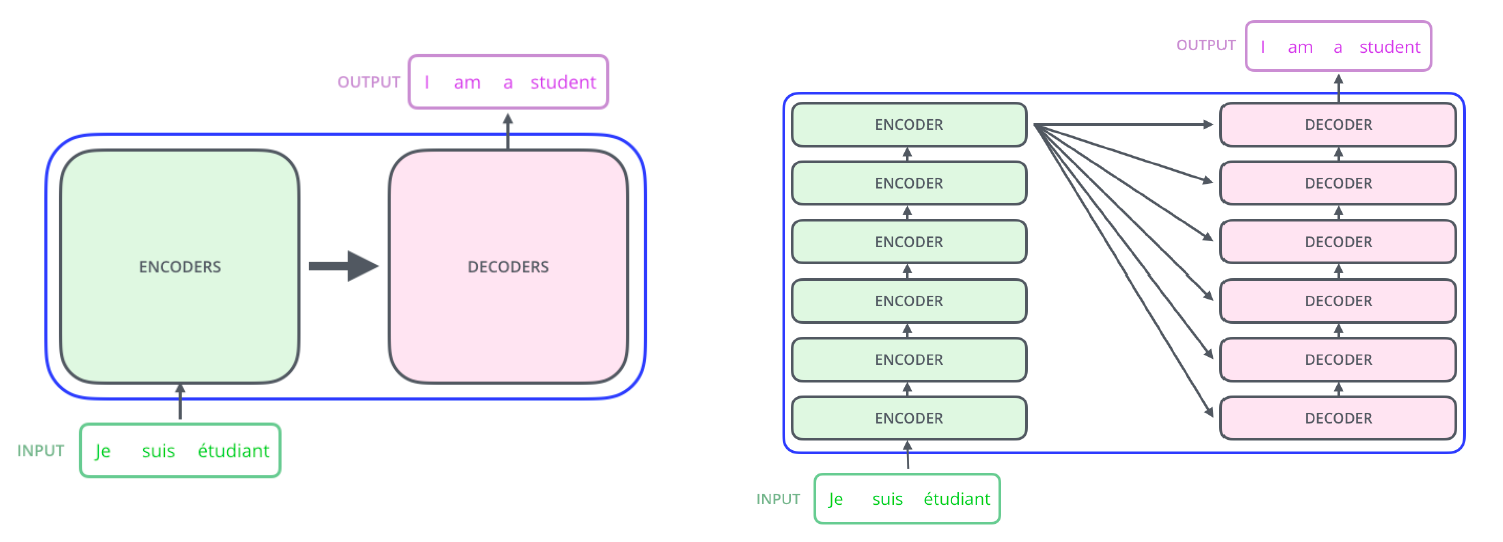 OUTPUT I am a student
ENCODERS DECODERS
INPUT Je suis étudiant
OUTPUT I am a student
ENCODER DECODER
ENCODER DECODER
ENCODER DECODER
ENCODER DECODER
ENCODER DECODER
ENCODER DECODER
INPUT Je suis étudiant